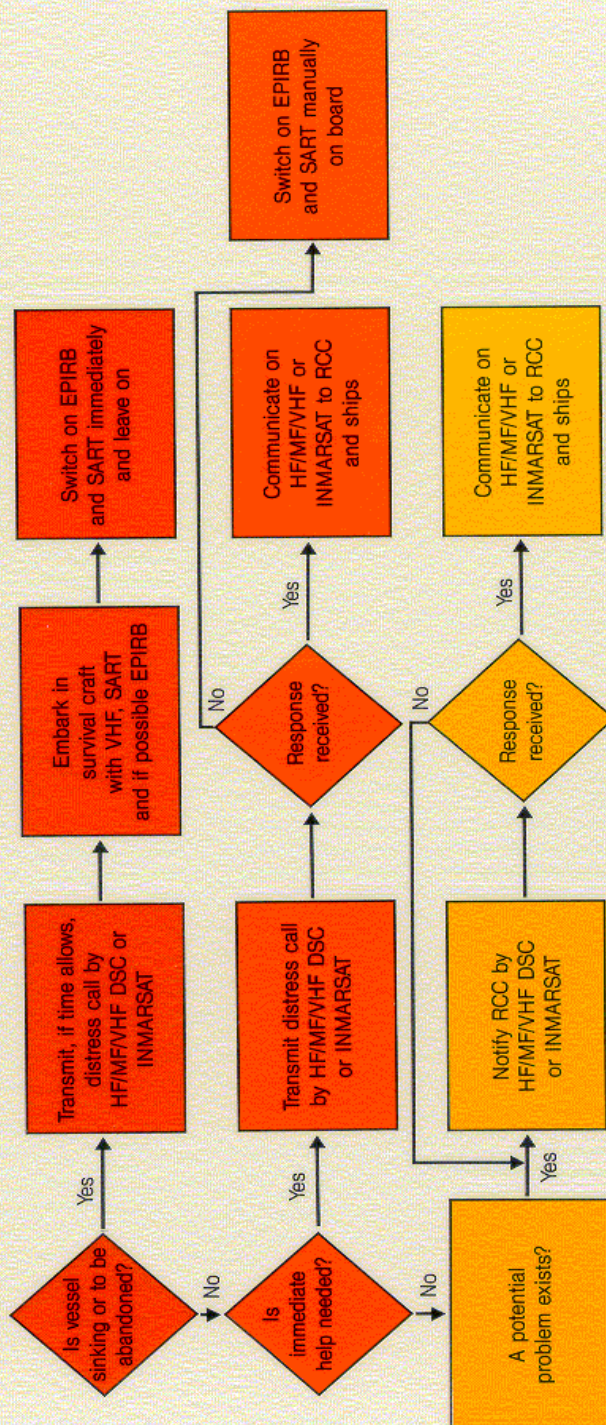 Is vessel
sinking or to be
abandoned?
Yes
Transmit, if time allows,
distress call by
HF/MF/VHF DSC or
INMARSAT
Embark in
survival craft
with VHF, SART
and if possible EPIRB
Switch on EPIRB
and SART immediately
and leave on
No
Is
immediate
help needed?
Yes
Transmit distress call
by HF/MF/VHF DSC
or INMARSAT
Response
received?
Yes
Communicate on
HF/MF/VHF or
INMARSAT to RCC
and ships
No
Switch on EPIRB
and SART manually
on board
No
A potential
problem exists?
Yes
Notify RCC by
HF/MF/VHF DSC
or INMARSAT
Response
received?
Yes
Communicate on
HF/MF/VHF or
INMARSAT to RCC
and ships
No